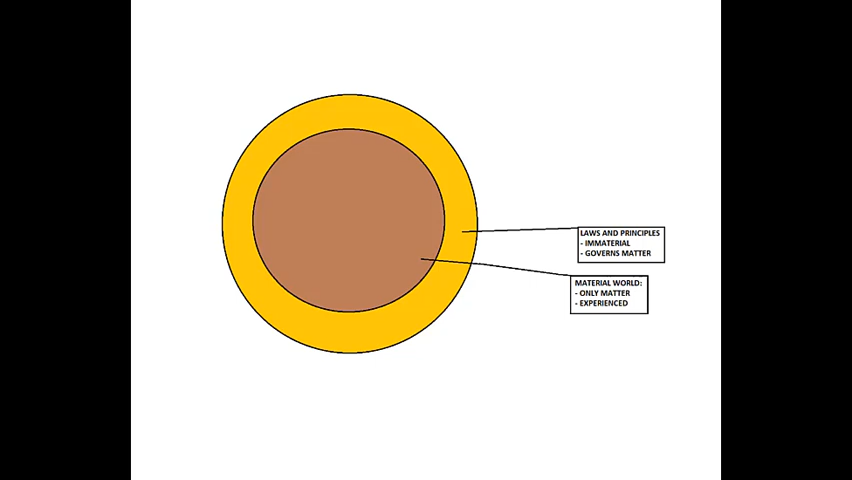 LAWS AND PRINCIPLES
- IMMATERIAL
- GOVERNS MATTER
MATERIAL WORLD:
- ONLY MATTER
- EXPERIENCED